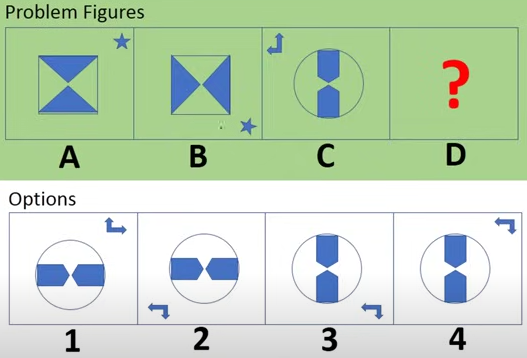 Problem Figures
?
A B C D
Options
1 2 3 4